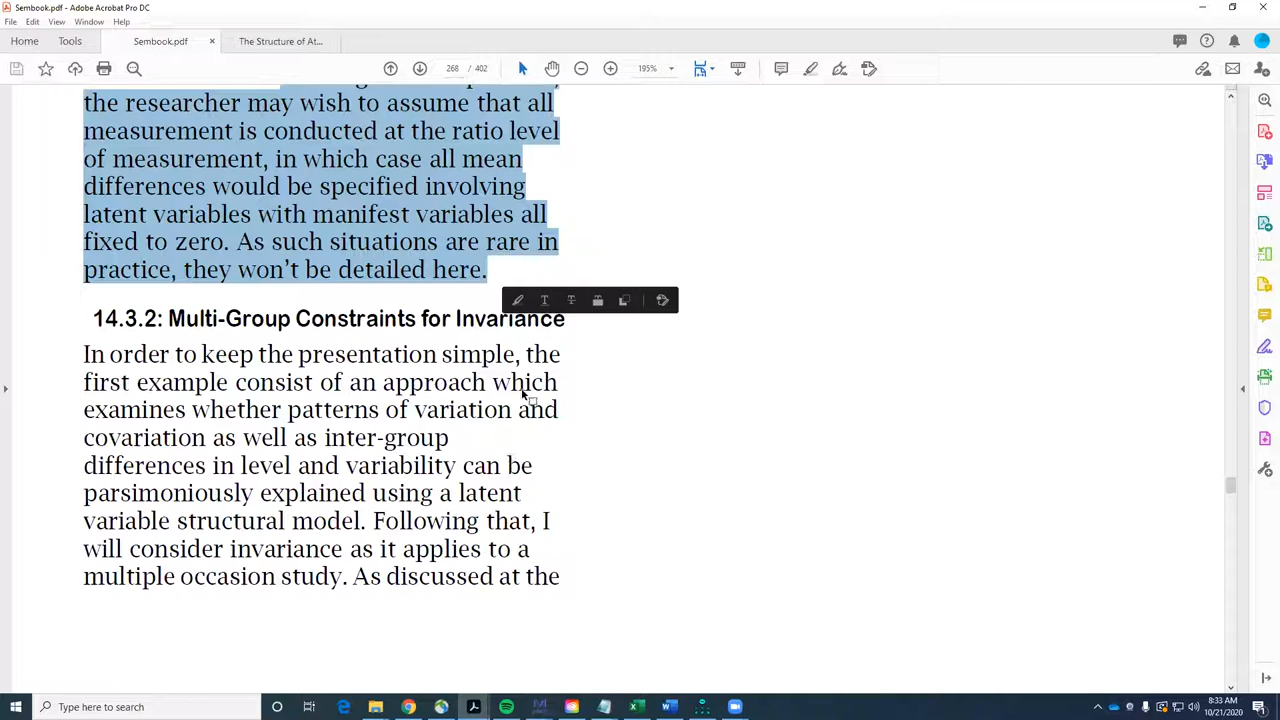 Sembook.pdf - Adobe Acrobat Pro DC
File Edit View Window Help
Home Tools Sembook.pdf × The Structure of At...
268 / 402 195%
the researcher may wish to assume that all
measurement is conducted at the ratio level
of measurement, in which case all mean
differences would be specified involving
latent variables with manifest variables all
fixed to zero. As such situations are rare in
practice, they won’t be detailed here.
14.3.2: Multi-Group Constraints for Invariance
In order to keep the presentation simple, the
first example consist of an approach which
examines whether patterns of variation and
covariation as well as inter-group
differences in level and variability can be
parsimoniously explained using a latent
variable structural model. Following that, I
will consider invariance as it applies to a
multiple occasion study. As discussed at the
Type here to search
8:33 AM
10/21/2020